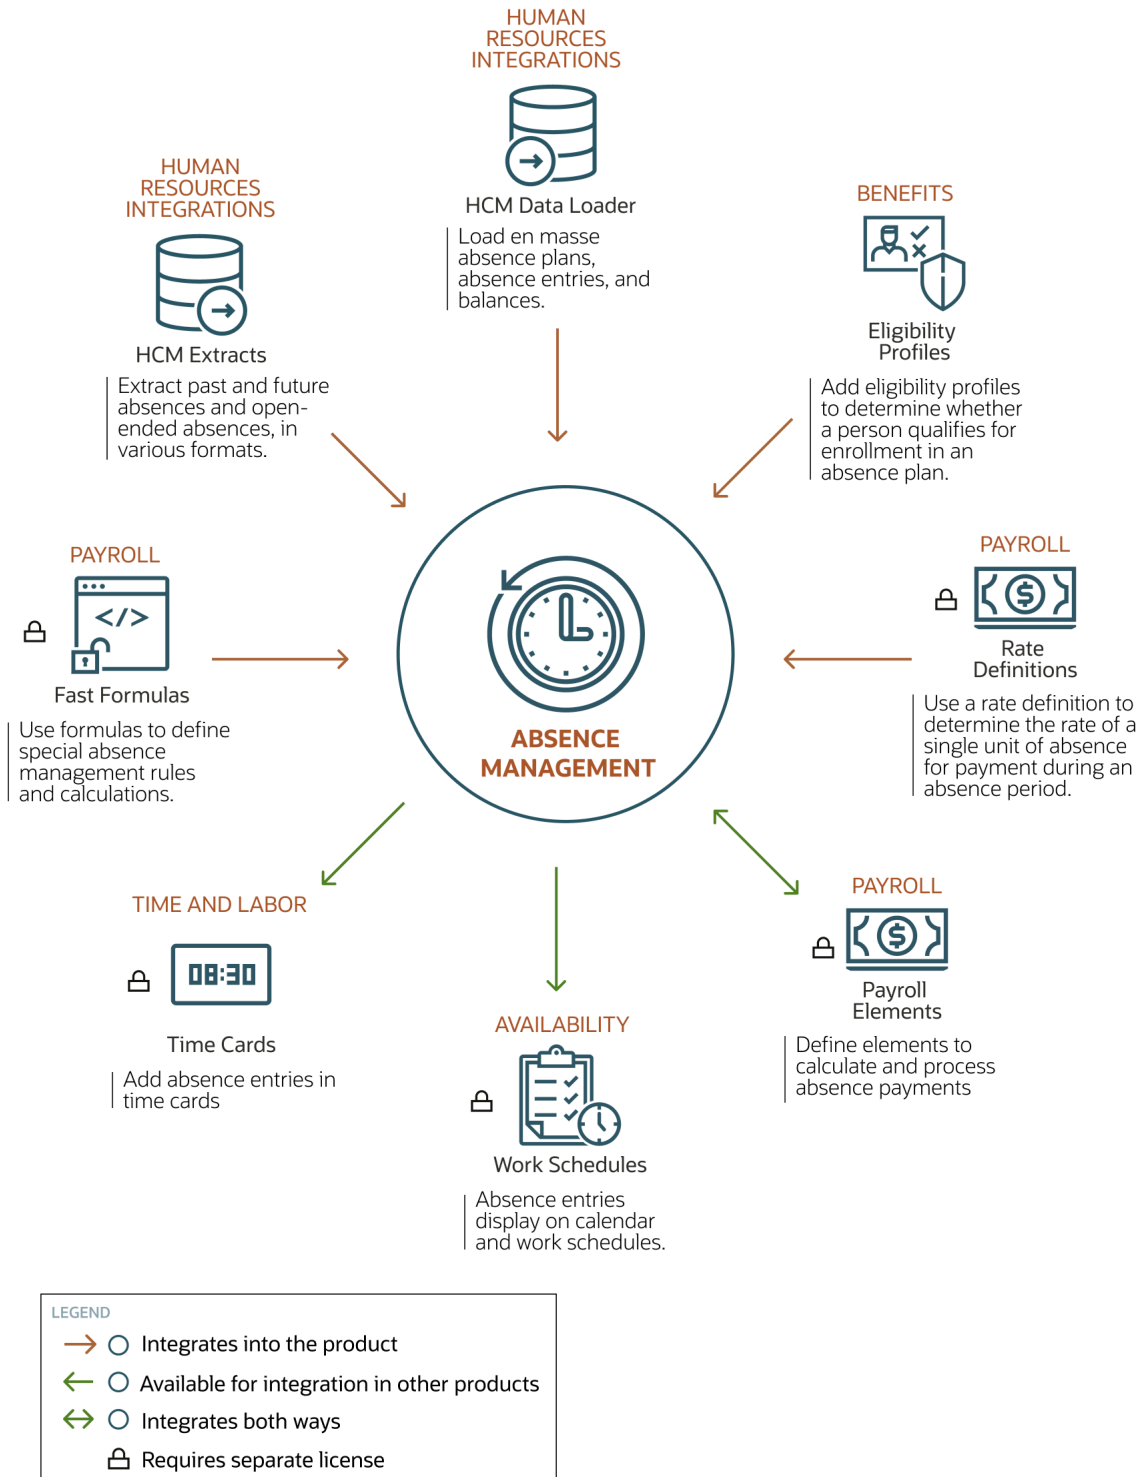 HUMAN
RESOURCES
INTEGRATIONS
HCM Data Loader
Load en masse
absence plans,
absence entries, and
balances.
HUMAN
RESOURCES
INTEGRATIONS
HCM Extracts
Extract past and future
absences and open-
ended absences, in
various formats.
BENEFITS
Eligibility
Profiles
Add eligibility profiles
to determine whether
a person qualifies for
enrollment in an
absence plan.
PAYROLL
</>
Fast Formulas
Use formulas to define
special absence
management rules
and calculations.
ABSENCE
MANAGEMENT
PAYROLL
$
Rate
Definitions
Use a rate definition to
determine the rate of a
single unit of absence
for payment during an
absence period.
TIME AND LABOR
08:30
Time Cards
Add absence entries in
time cards
AVAILABILITY
Work Schedules
Absence entries
display on calendar
and work schedules.
PAYROLL
$
Payroll
Elements
Define elements to
calculate and process
absence payments
LEGEND
Integrates into the product
Available for integration in other products
Integrates both ways
Requires separate license